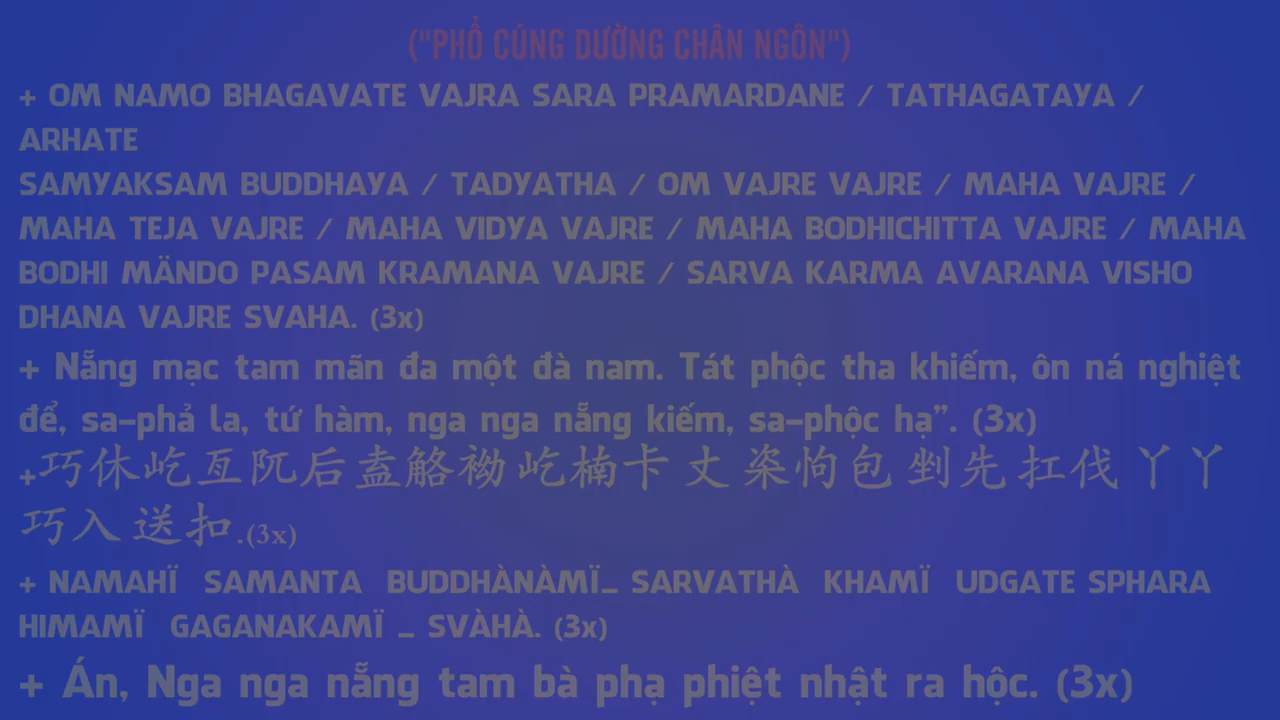 ("PHỔ CÚNG DƯỜNG CHÂN NGÔN")
+ OM NAMO BHAGAVATE VAJRA SARA PRAMARDANE / TATHAGATAYA /
ARHATE
SAMYAKSAM BUDDHAYA / TADYATHA / OM VAJRE VAJRE / MAHA VAJRE /
MAHA TEJA VAJRE / MAHA VIDYA VAJRE / MAHA BODHICHITTA VAJRE / MAHA
BODHI MÄNDO PASAM KRAMANA VAJRE / SARVA KARMA AVARANA VISHO
DHANA VAJRE SVAHA. (3x)
+ Nẵng mạc tam mãn đa một đà nam. Tát phộc tha khiếm, ôn ná nghiệt
để, sa-phả la, tứ hàm, nga nga nẵng kiếm, sa-phộc hạ”. (3x)
+巧休屹亙阮后盍觡袎屹楠卡丈楶恦包剉先扛伐丫丫
巧入送扣.(3x)
+ NAMAHÏ SAMANTA BUDDHÀNÀMÏ_ SARVATHÀ KHAMÏ UDGATE SPHARA
HIMAMÏ GAGANAKAMÏ _ SVÀHÀ. (3x)
+ Án, Nga nga nẵng tam bà phạ phiệt nhật ra hộc. (3x)